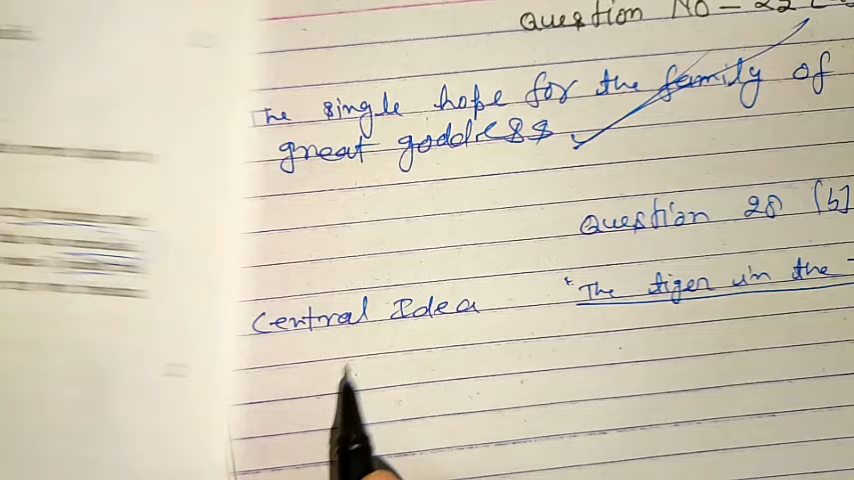 Question No - 22
The single hope for the family of
great goddess
Question 28 [b]
Central Idea "The tiger in the